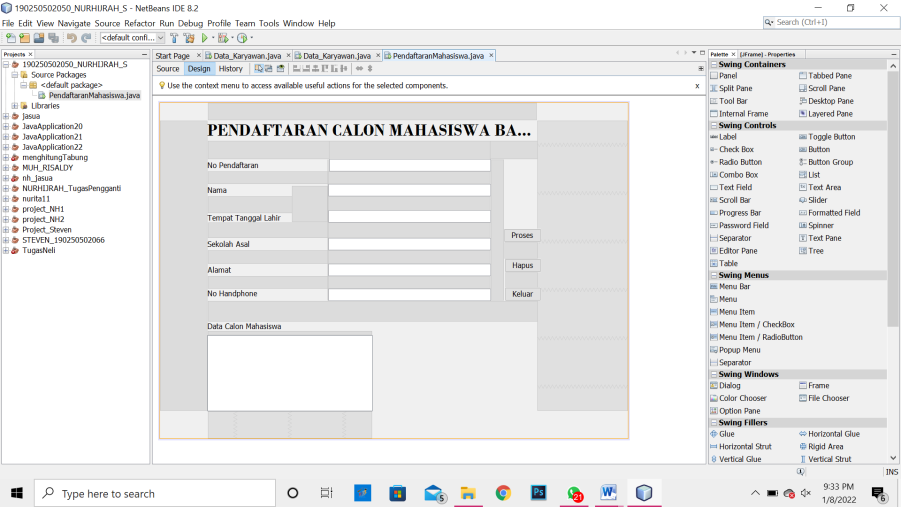 190250502050_NURHIJRAH_S - NetBeans IDE 8.2
File Edit View Navigate Source Refactor Run Debug Profile Team Tools Window Help
Search (Ctrl+I)
<default confi...
Projects
190250502050_NURHIJRAH_S
Source Packages
<default package>
PendaftaranMahasiswa.java
Libraries
Jasua
JavaApplication20
JavaApplication21
JavaApplication22
menghitungTabung
MUH_RISALDY
nh_jasua
NURHIJRAH_TugasPengganti
nurita11
project_NH1
project_NH2
Project_Steven
STEVEN_190250502066
TugasNeli
Start Page Data_Karyawan.java Data_Karyawan.java PendaftaranMahasiswa.java
Source Design History
Use the context menu to access available useful actions for the selected components. x
PENDAFTARAN CALON MAHASISWA BA...
No Pendaftaran
Nama
Tempat Tanggal Lahir
Sekolah Asal
Alamat
No Handphone
Proses
Hapus
Keluar
Data Calon Mahasiswa
Palette [JFrame] - Properties
Swing Containers
Panel Tabbed Pane
Split Pane Scroll Pane
Tool Bar Desktop Pane
Internal Frame Layered Pane
Swing Controls
Label Toggle Button
Check Box Button
Radio Button Button Group
Combo Box List
Text Field Text Area
Scroll Bar Slider
Progress Bar Formatted Field
Password Field Spinner
Separator Text Pane
Editor Pane Tree
Table
Swing Menus
Menu Bar
Menu
Menu Item
Menu Item / CheckBox
Menu Item / RadioButton
Popup Menu
Separator
Swing Windows
Dialog Frame
Color Chooser File Chooser
Option Pane
Swing Fillers
Glue Horizontal Glue
Horizontal Strut Rigid Area
Vertical Glue Vertical Strut
INS
Type here to search
5
Ps
21
W
9:33 PM
1/8/2022
6